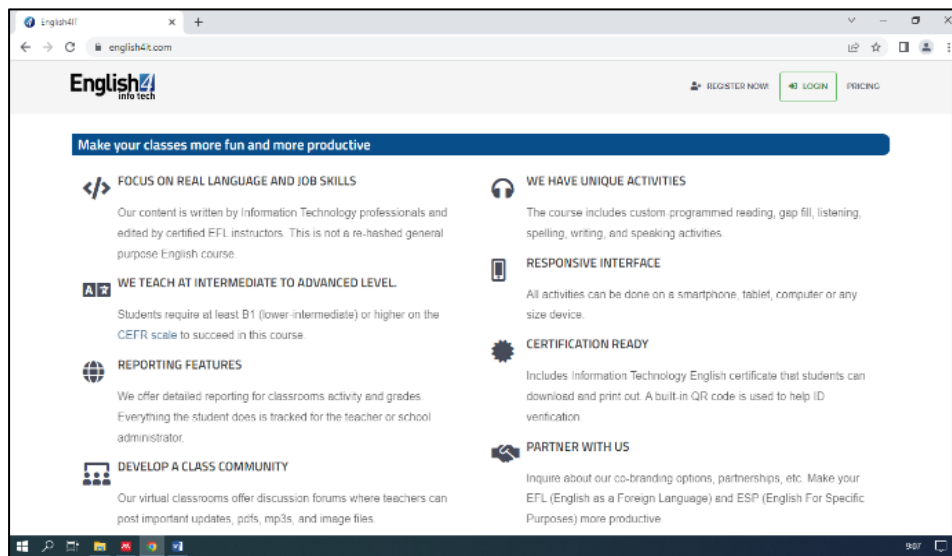 English4IT
english4it.com
English4
info tech
REGISTER NOW!
LOGIN
PRICING
Make your classes more fun and more productive
FOCUS ON REAL LANGUAGE AND JOB SKILLS
Our content is written by Information Technology professionals and
edited by certified EFL instructors. This is not a re-hashed general
purpose English course.
WE TEACH AT INTERMEDIATE TO ADVANCED LEVEL.
Students require at least B1 (lower-intermediate) or higher on the
CEFR scale to succeed in this course.
REPORTING FEATURES
We offer detailed reporting for classrooms activity and grades.
Everything the student does is tracked for the teacher or school
administrator.
DEVELOP A CLASS COMMUNITY
Our virtual classrooms offer discussion forums where teachers can
post important updates, pdfs, mp3s, and image files.
WE HAVE UNIQUE ACTIVITIES
The course includes custom-programmed reading, gap fill, listening,
spelling, writing, and speaking activities.
RESPONSIVE INTERFACE
All activities can be done on a smartphone, tablet, computer or any
size device.
CERTIFICATION READY
Includes Information Technology English certificate that students can
download and print out. A built-in QR code is used to help ID
verification.
PARTNER WITH US
Inquire about our co-branding options, partnerships, etc. Make your
EFL (English as a Foreign Language) and ESP (English For Specific
Purposes) more productive
9:07